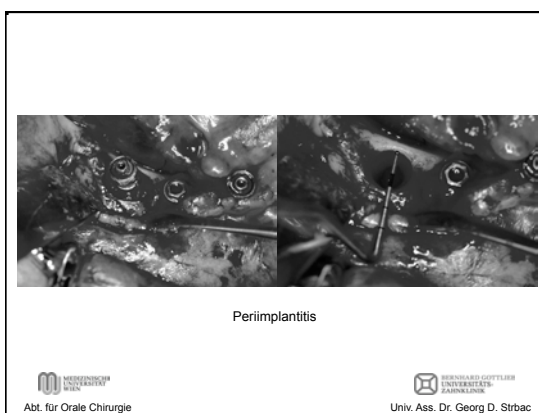 Periimplantitis
MEDIZINISCHE
UNIVERSITÄT
WIEN
Abt. für Orale Chirurgie
BERNHARD GOTTLIEB
UNIVERSITÄTS-
ZAHNKLINIK
Univ. Ass. Dr. Georg D. Strbac